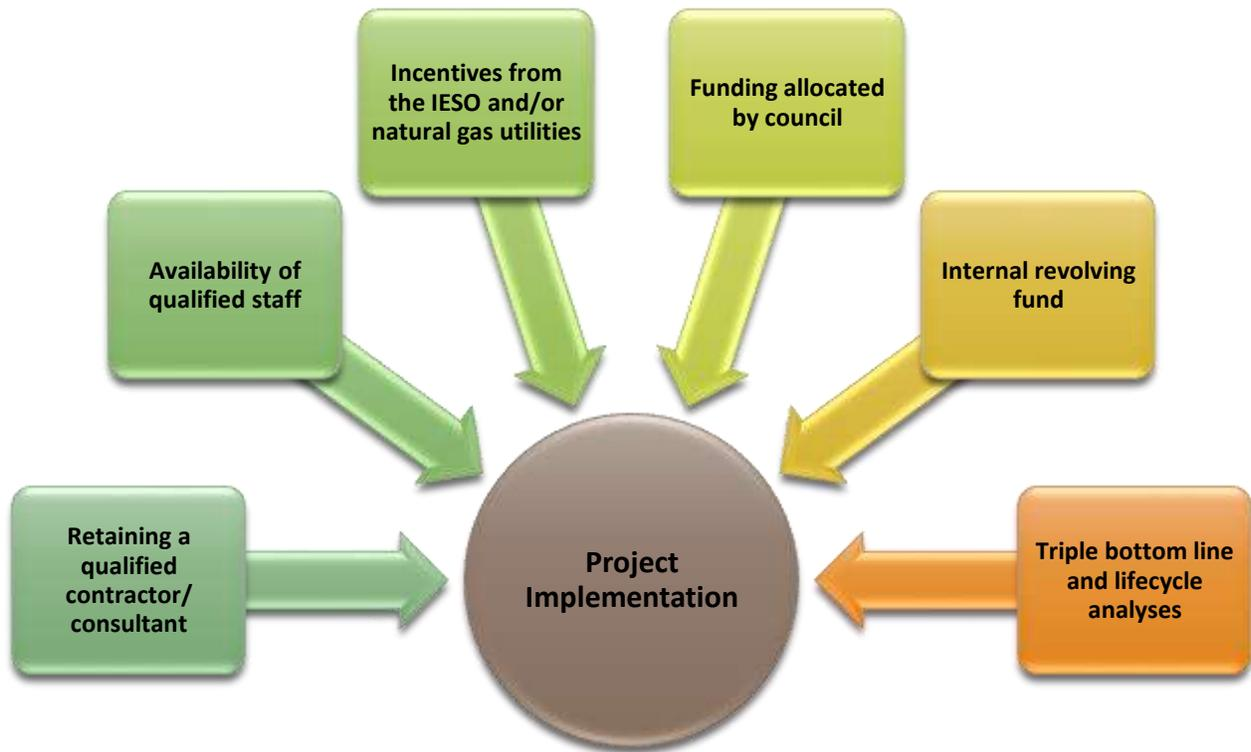 Incentives from
the IESO and/or
natural gas utilities
Funding allocated
by council
Availability of
qualified staff
Internal revolving
fund
Retaining a
qualified
contractor/
consultant
Project
Implementation
Triple bottom line
and lifecycle
analyses